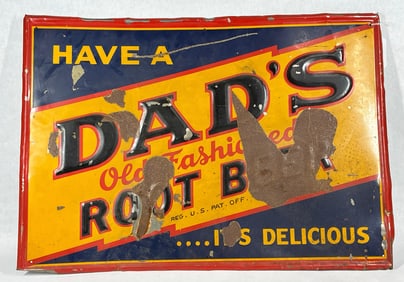 HAVE A
DAD'S
Old Fashioned
ROOT BEER
REG. U.S. PAT. OFF.
....IT'S DELICIOUS